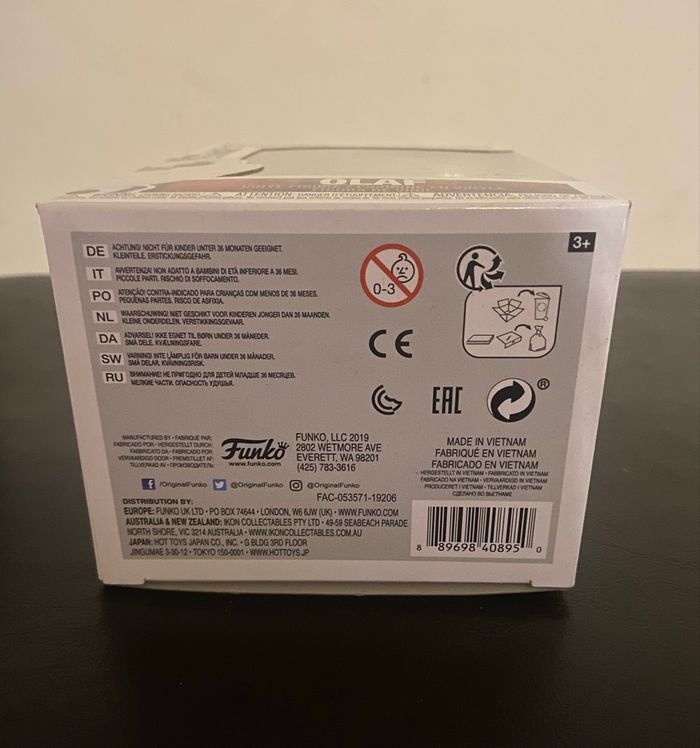 OLAF
3+
DE ACHTUNG! NICHT FÜR KINDER UNTER 36 MONATEN GEEIGNET.
KLEINTEILE. ERSTICKUNGSGEFAHR.
IT AVVERTENZA! NON ADATTO A BAMBINI DI ETÀ INFERIORE A 36 MESI.
PICCOLE PARTI. RISCHIO DI SOFFOCAMENTO.
PO ATENÇÃO! CONTRA-INDICADO PARA CRIANÇAS COM MENOS DE 36 MESES.
PEQUENAS PARTES. RISCO DE ASFIXIA.
NL WAARSCHUWING! NIET GESCHIKT VOOR KINDEREN JONGER DAN 36 MAANDEN.
KLEINE ONDERDELEN. VERSTIKKINGSGEVAAR.
DA ADVARSEL! IKKE EGNET TIL BØRN UNDER 36 MÅNEDER.
SMÅ DELE. KVÆLNINGSFARE.
SW VARNING! INTE LÄMPLIG FÖR BARN UNDER 36 MÅNADER.
SMÅ DELAR. KVÄVNINGSRISK.
RU ВНИМАНИЕ! НЕ ПРИГОДНО ДЛЯ ДЕТЕЙ МЛАДШЕ 36 МЕСЯЦЕВ.
МЕЛКИЕ ЧАСТИ. ОПАСНОСТЬ УДУШЬЯ.
0-3
CE
EAC
®
MANUFACTURED BY · FABRIQUÉ PAR:
FABRICADO POR · HERGESTELLT DURCH:
FABBRICATO DA · FABRICADO POR:
VERVAARDIGD DOOR · FREMSTILLET AF:
TILLVERKAD AV · ПРОИЗВОДИТЕЛЬ:
Funko
www.funko.com
FUNKO, LLC 2019
2802 WETMORE AVE
EVERETT, WA 98201
(425) 783-3616
MADE IN VIETNAM
FABRIQUÉ EN VIETNAM
FABRICADO EN VIETNAM
HERGESTELLT IN VIETNAM · FABBRICATO IN VIETNAM
FABRICADO NA VIETNAM · VERVAARDIGD IN VIETNAM
PRODUCERET I VIETNAM · TILLVERKAD I VIETNAM
СДЕЛАНО ВО ВЬЕТНАМЕ
/OriginalFunko @OriginalFunko @OriginalFunko
FAC-053571-19206
DISTRIBUTION BY:
EUROPE: FUNKO UK LTD · PO BOX 74644 · LONDON, W6 6JW (UK) · WWW.FUNKO.COM
AUSTRALIA & NEW ZEALAND: IKON COLLECTABLES PTY LTD · 49-59 SEABEACH PARADE
NORTH SHORE, VIC 3214 AUSTRALIA · WWW.IKONCOLLECTABLES.COM.AU
JAPAN: HOT TOYS JAPAN CO., INC. · G BLDG 3RD FLOOR
JINGUMAE 3-30-12 · TOKYO 150-0001 · WWW.HOTTOYS.JP
8 89698 40895 0